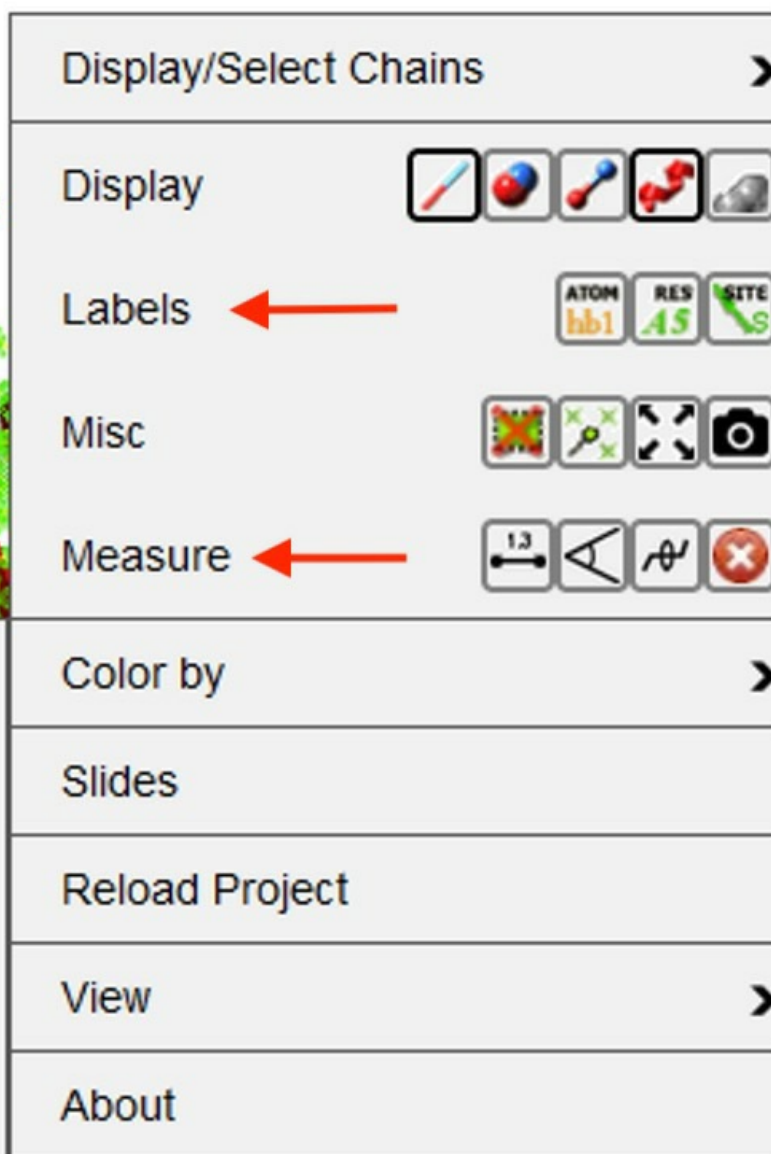 Display/Select Chains
Display
Labels ATOM RES SITE
hb1 A5 S
Misc
Measure 1.3
Color by
Slides
Reload Project
View
About